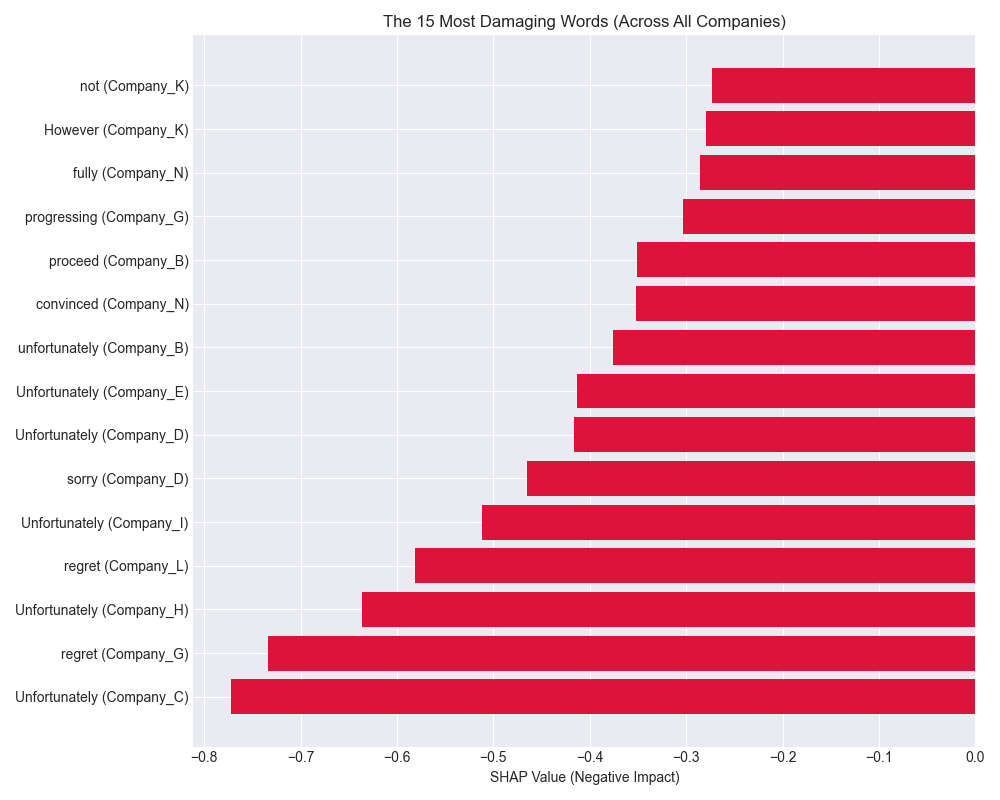 The 15 Most Damaging Words (Across All Companies)
not (Company_K)
However (Company_K)
fully (Company_N)
progressing (Company_G)
proceed (Company_B)
convinced (Company_N)
unfortunately (Company_B)
Unfortunately (Company_E)
Unfortunately (Company_D)
sorry (Company_D)
Unfortunately (Company_I)
regret (Company_L)
Unfortunately (Company_H)
regret (Company_G)
Unfortunately (Company_C)
−0.8 −0.7 −0.6 −0.5 −0.4 −0.3 −0.2 −0.1 0.0
SHAP Value (Negative Impact)